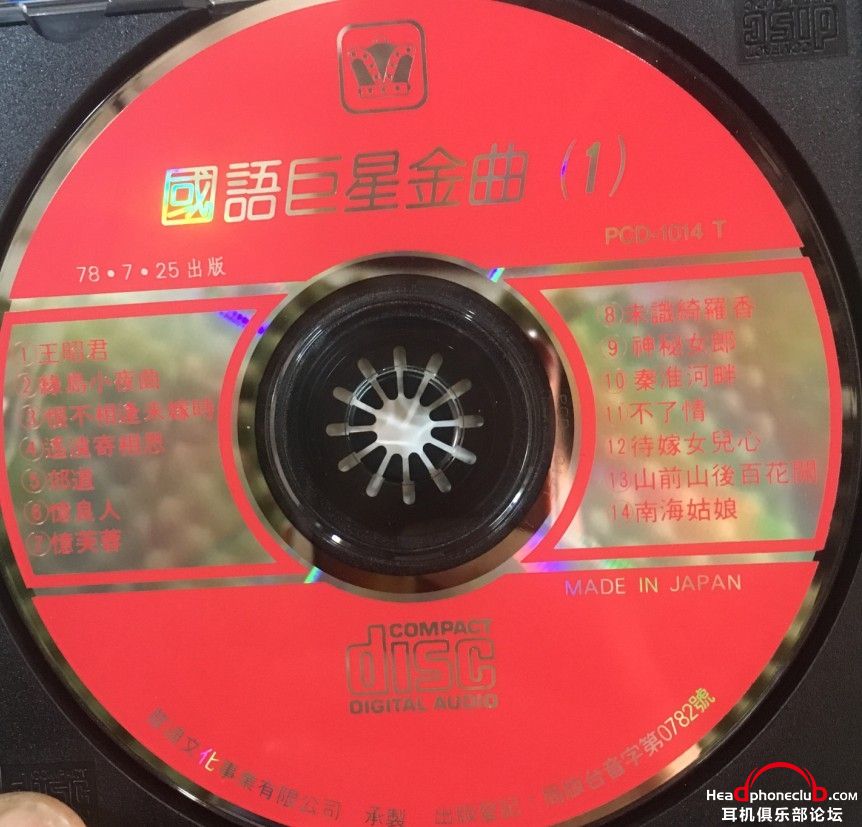 國語巨星金曲 (1)
PCD-1014 T
78・7・25出版
①王昭君
②綠島小夜曲
③恨不相逢未嫁時
④遙遠寄相思
⑤
⑥懷良人
⑦憶芙蓉
⑧未識綺羅香
9 神秘女郎
10 秦淮河畔
11 不了情
12 待嫁女兒心
13 山前山後百花開
14 南海姑娘
MADE IN JAPAN
COMPACT
disc
DIGITAL AUDIO
文化事業有限公司 承製 出版登記：局版台音字第0782號
HeadphoneclubD.com
耳机俱乐部论坛